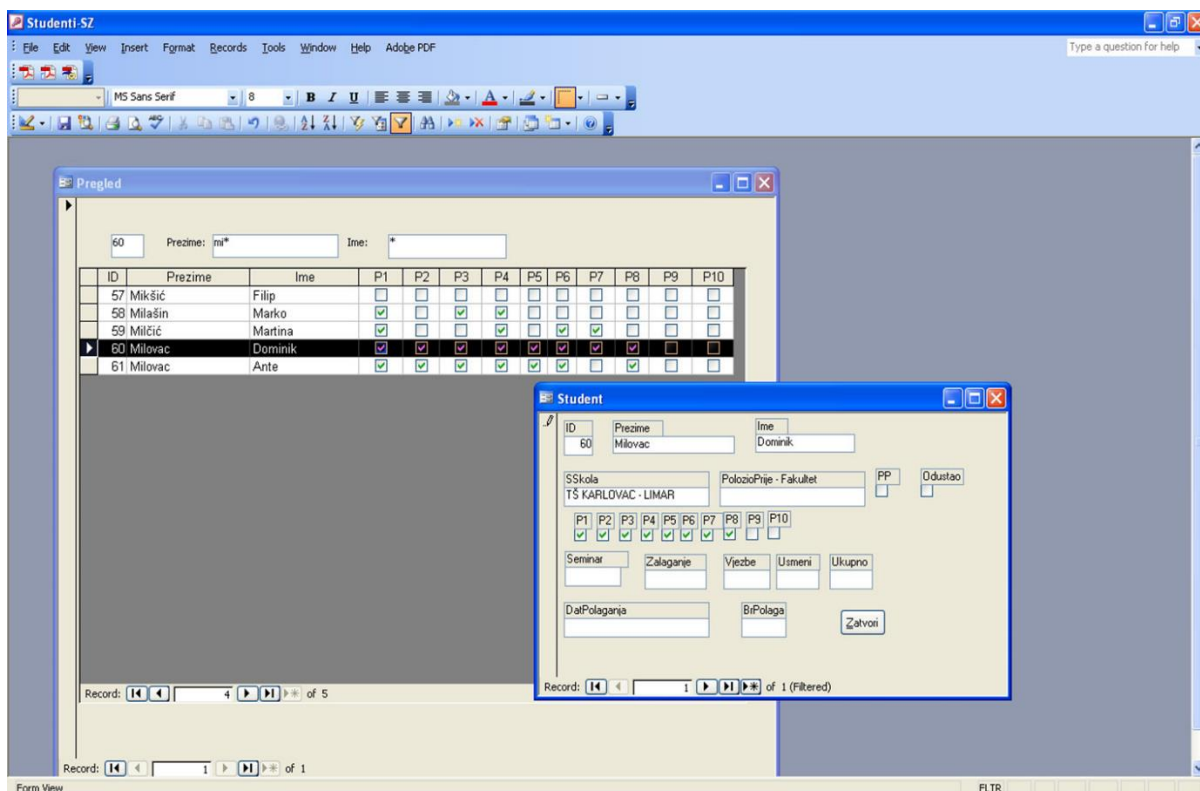 Studenti-SZ
File Edit View Insert Format Records Tools Window Help Adobe PDF Type a question for help
MS Sans Serif 8 B I U A
Pregled
60 Prezime: mi* Ime: *
ID Prezime Ime P1 P2 P3 P4 P5 P6 P7 P8 P9 P10
57 Mikšić Filip
58 Milašin Marko
59 Milčić Martina
60 Milovac Dominik
61 Milovac Ante
Record: 4 of 5
Record: 1 of 1
Student
ID Prezime Ime
60 Milovac Dominik
SSkola PolozioPrije - Fakultet PP Odustao
TŠ KARLOVAC - LIMAR
P1 P2 P3 P4 P5 P6 P7 P8 P9 P10
Seminar Zalaganje Vjezbe Usmeni Ukupno
DatPolaganja BrPolaga
Zatvori
Record: 1 of 1 (Filtered)
Form View FLTR